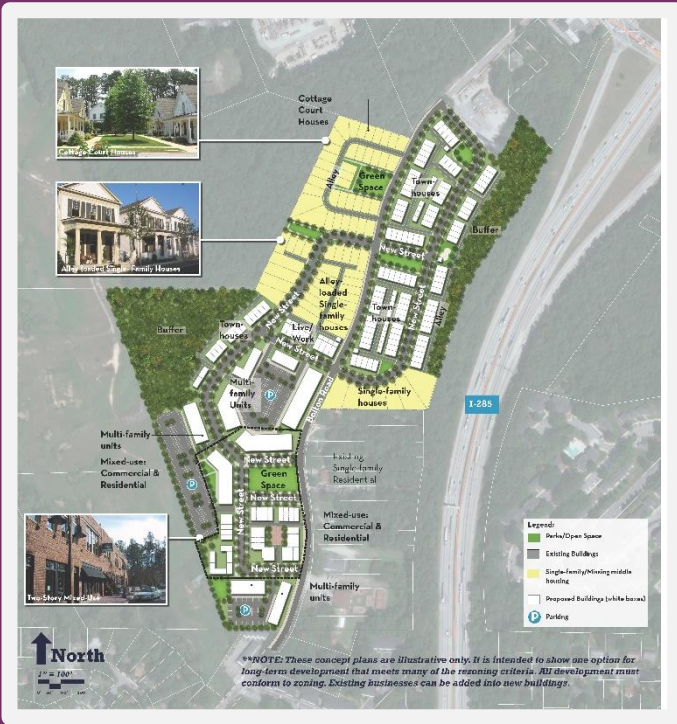 Cottage Court Houses
Alley-loaded Single-Family Houses
Two-Story Mixed-Use
Cottage
Court
Houses
Alley
Green
Space
Town-
houses
New Street
Buffer
New Street
Alley
Town-
houses
Alley-
loaded
Single-
family
houses
New Street
Live/
Work
New Street
Town-
houses
Buffer
Multi-
family
Units
P
Bolton Road
Single-family
houses
I-285
Multi-family
units
Mixed-use:
Commercial &
Residential
P
New Street
Green
Space
New Street
New Street
New Street
Existing
Single-family
Residential
Mixed-use:
Commercial &
Residential
Multi-family
units
P
Legend:
Parks/Open Space
Existing Buildings
Single-family/Missing middle
housing
Proposed Buildings (white boxes)
P Parking
North
1" = 100'
**NOTE: These concept plans are illustrative only. It is intended to show one option for
long-term development that meets many of the rezoning criteria. All development must
conform to zoning. Existing businesses can be added into new buildings.